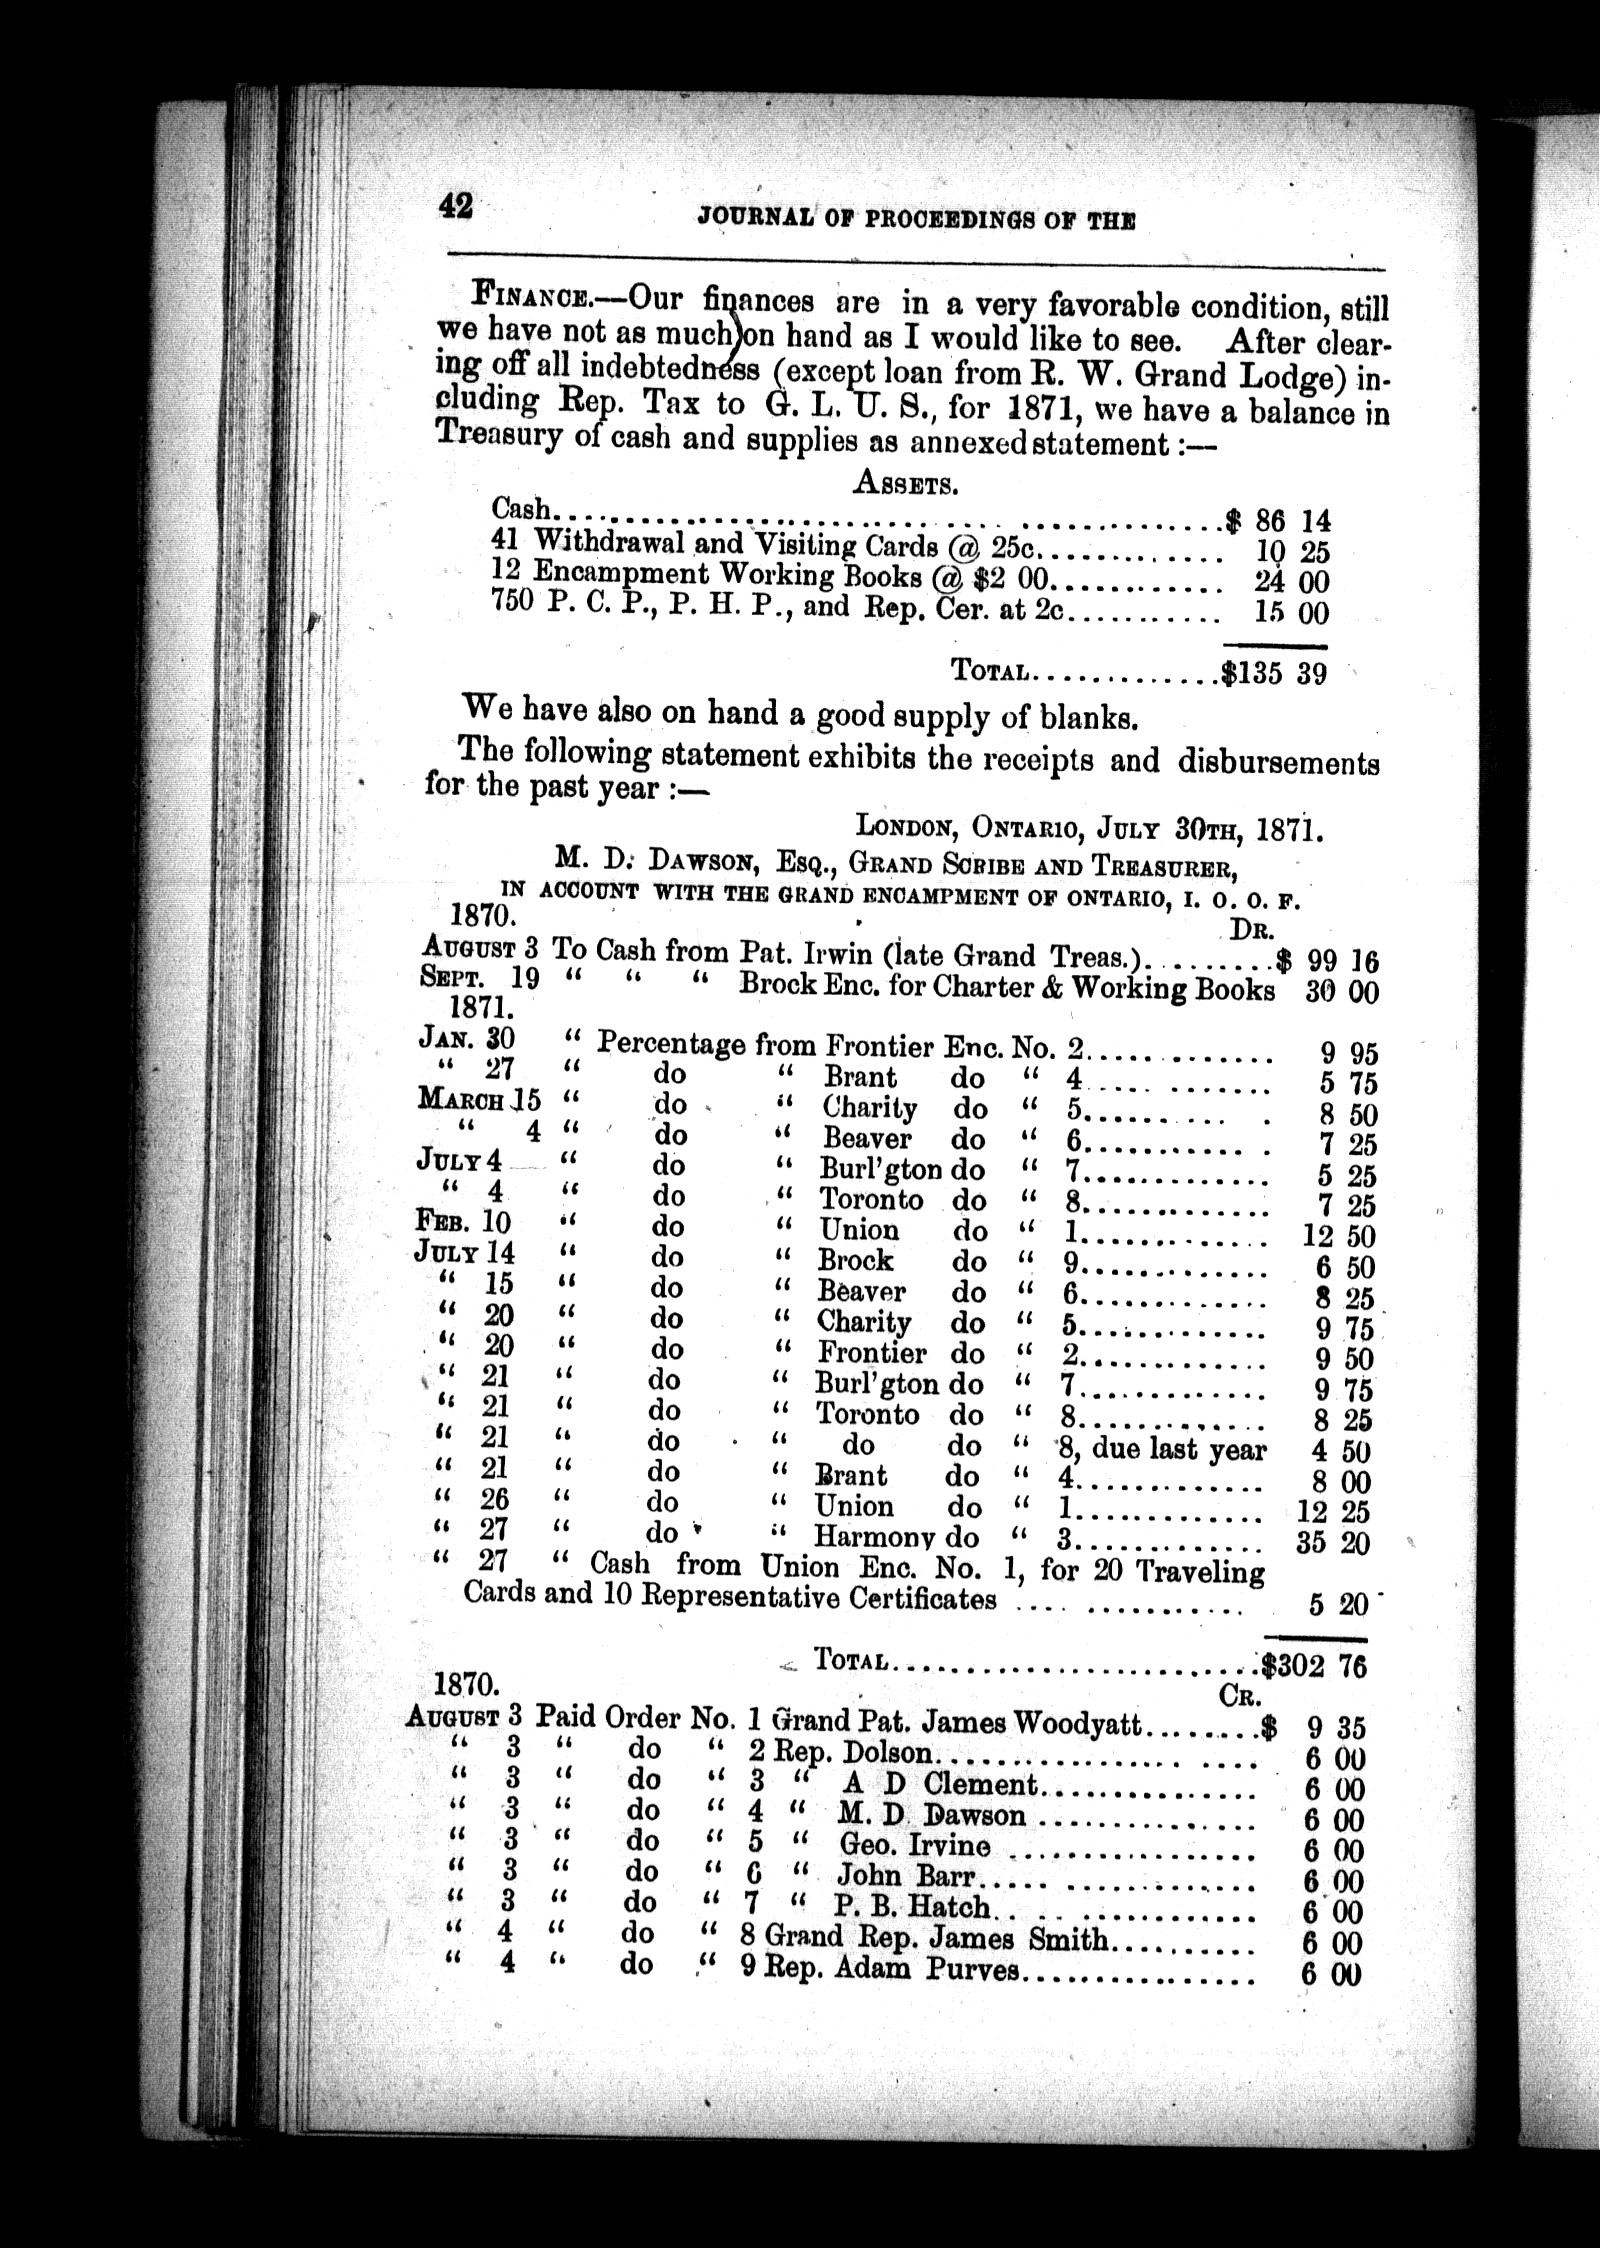 42 JOURNAL OF PROCEEDINGS OF THE
FINANCE.—Our finances are in a very favorable condition, still
we have not as much on hand as I would like to see. After clear-
ing off all indebtedness (except loan from R. W. Grand Lodge) in-
cluding Rep. Tax to G. L. U. S., for 1871, we have a balance in
Treasury of cash and supplies as annexed statement :—
ASSETS.
Cash.............................................$ 86 14
41 Withdrawal and Visiting Cards @ 25c............. 10 25
12 Encampment Working Books @ $2 00............ 24 00
750 P. C. P., P. H. P., and Rep. Cer. at 2c........... 15 00
TOTAL.............$135 39
We have also on hand a good supply of blanks.
The following statement exhibits the receipts and disbursements
for the past year :—
LONDON, ONTARIO, JULY 30TH, 1871.
M. D. DAWSON, ESQ., GRAND SCRIBE AND TREASURER,
IN ACCOUNT WITH THE GRAND ENCAMPMENT OF ONTARIO, I. O. O. F.
1870. DR.
AUGUST 3 To Cash from Pat. Irwin (late Grand Treas.).........$ 99 16
SEPT. 19 “ “ “ Brock Enc. for Charter & Working Books 30 00
1871.
JAN. 30 “ Percentage from Frontier Enc. No. 2............. 9 95
“ 27 “ do “ Brant do “ 4............. 5 75
MARCH 15 “ do “ Charity do “ 5........... . 8 50
“ 4 “ do “ Beaver do “ 6............ . 7 25
JULY 4 “ do “ Burl'gton do “ 7............. 5 25
“ 4 “ do “ Toronto do “ 8............. 7 25
FEB. 10 “ do “ Union do “ 1............. 12 50
JULY 14 “ do “ Brock do “ 9............. 6 50
“ 15 “ do “ Beaver do “ 6............. 8 25
“ 20 “ do “ Charity do “ 5............. 9 75
“ 20 “ do “ Frontier do “ 2............. 9 50
“ 21 “ do “ Burl'gton do “ 7............. 9 75
“ 21 “ do “ Toronto do “ 8............. 8 25
“ 21 “ do “ do do “ 8, due last year 4 50
“ 21 “ do “ Brant do “ 4............. 8 00
“ 26 “ do “ Union do “ 1............. 12 25
“ 27 “ do “ Harmony do “ 3............. 35 20
“ 27 “ Cash from Union Enc. No. 1, for 20 Traveling
Cards and 10 Representative Certificates .... ........... 5 20
TOTAL.........................$302 76
1870. CR.
AUGUST 3 Paid Order No. 1 Grand Pat. James Woodyatt........$ 9 35
“ 3 “ do “ 2 Rep. Dolson................. .... 6 00
“ 3 “ do “ 3 “ A D Clement............... 6 00
“ 3 “ do “ 4 “ M. D. Dawson ............... 6 00
“ 3 “ do “ 5 “ Geo. Irvine ................. 6 00
“ 3 “ do “ 6 “ John Barr..... ............. 6 00
“ 3 “ do “ 7 “ P. B. Hatch.. .. ............ 6 00
“ 4 “ do “ 8 Grand Rep. James Smith.......... 6 00
“ 4 “ do “ 9 Rep. Adam Purves................ 6 00